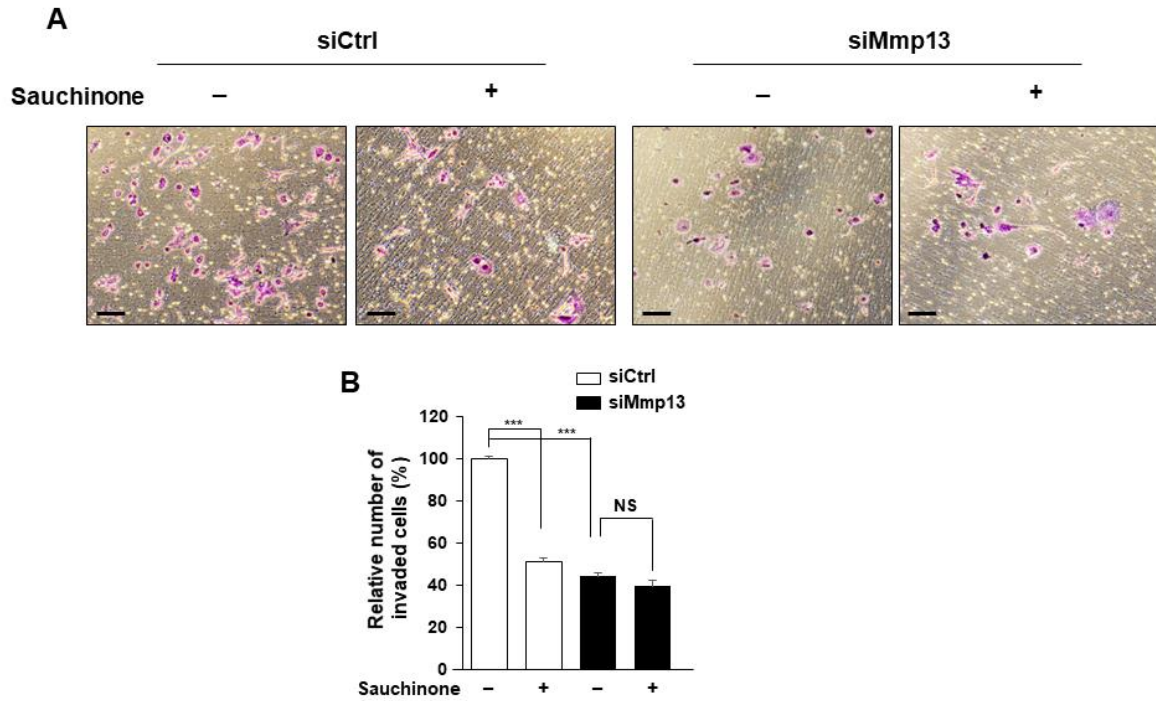 A
siCtrl siMmp13
Sauchinone – + – +
B
siCtrl
siMmp13
Relative number of
invaded cells (%)
120
100
80
60
40
20
0
***
***
NS
Sauchinone – + – +